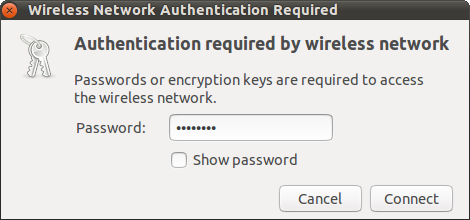 Wireless Network Authentication Required
Authentication required by wireless network
Passwords or encryption keys are required to access
the wireless network.
Password: ••••••••
Show password
Cancel Connect